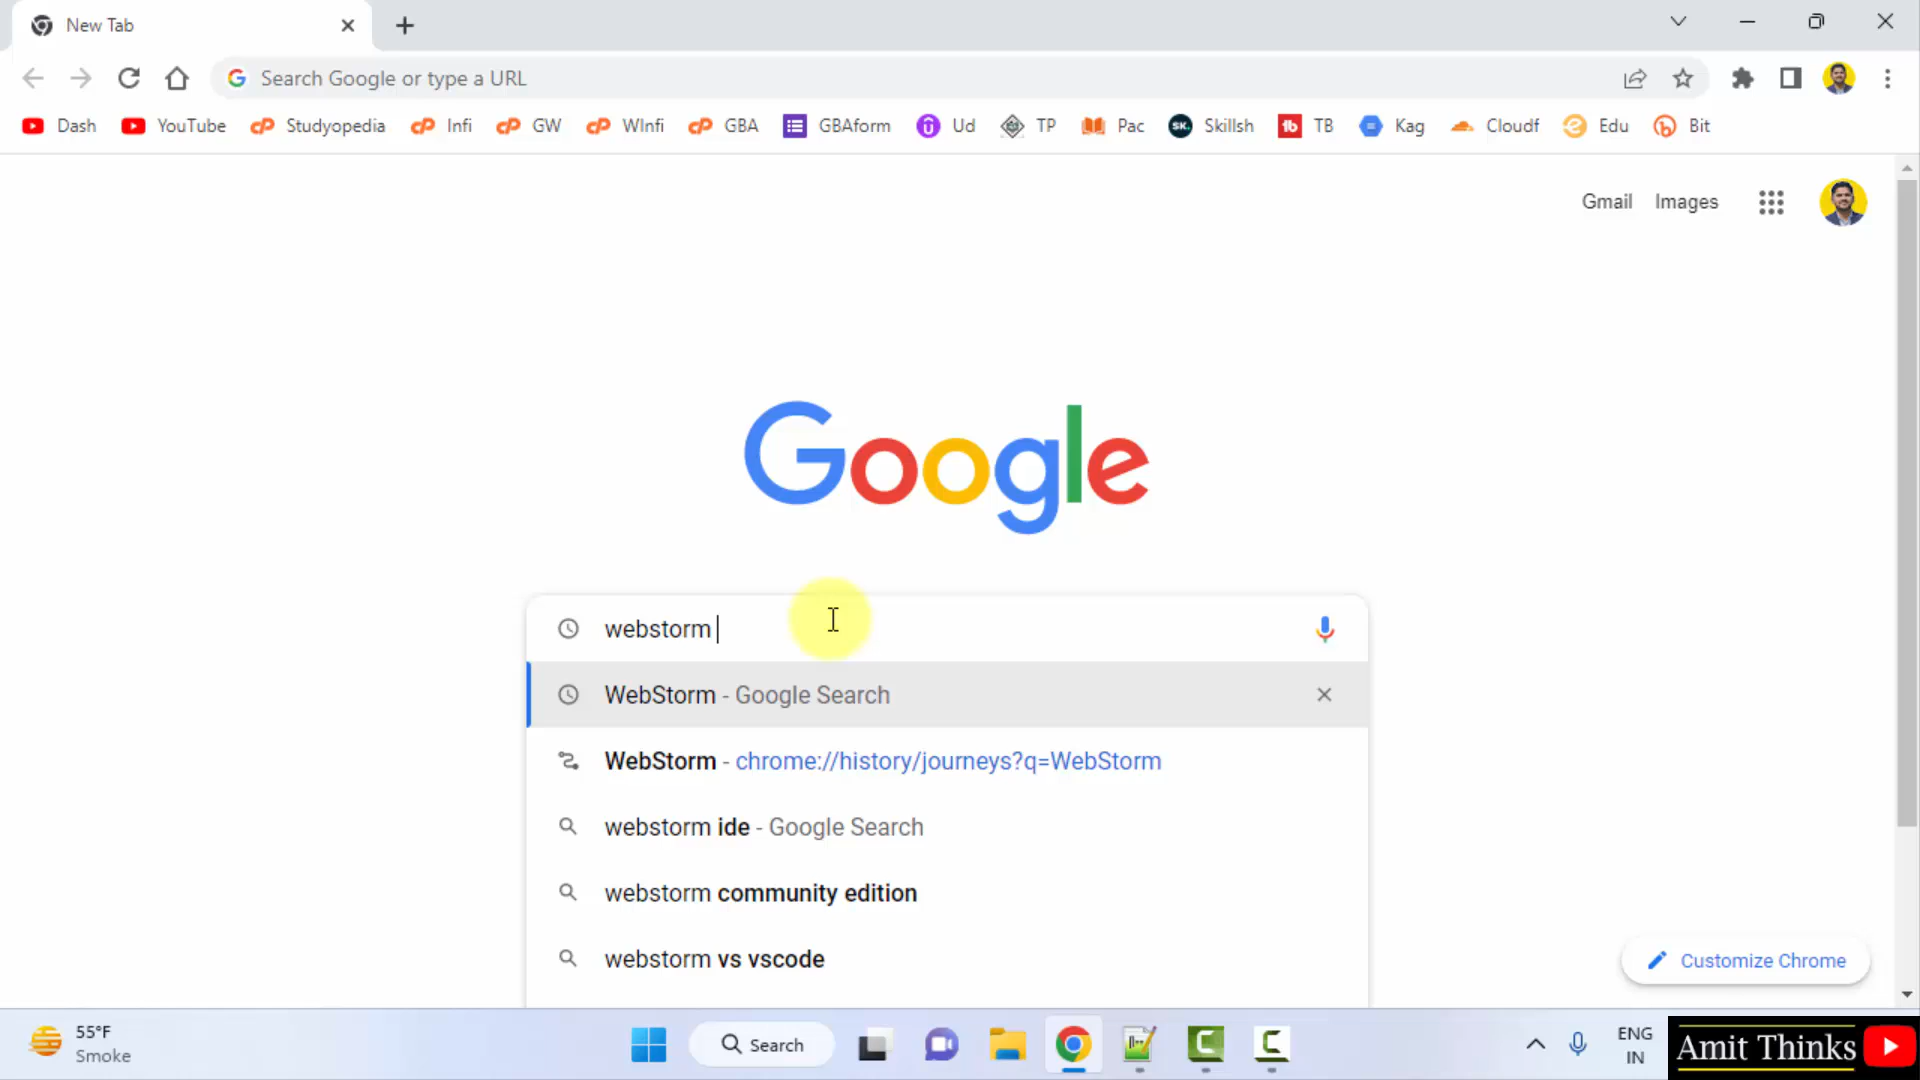 New Tab
Search Google or type a URL
Dash YouTube Studyopedia Infi GW WInfi GBA GBAform Ud TP Pac SK. Skillsh tb TB Kag Cloudf Edu Bit
Gmail Images
Google
webstorm
WebStorm - Google Search
WebStorm - chrome://history/journeys?q=WebStorm
webstorm ide - Google Search
webstorm community edition
webstorm vs vscode
Customize Chrome
55°F
Smoke
Search
ENG
IN
Amit Thinks